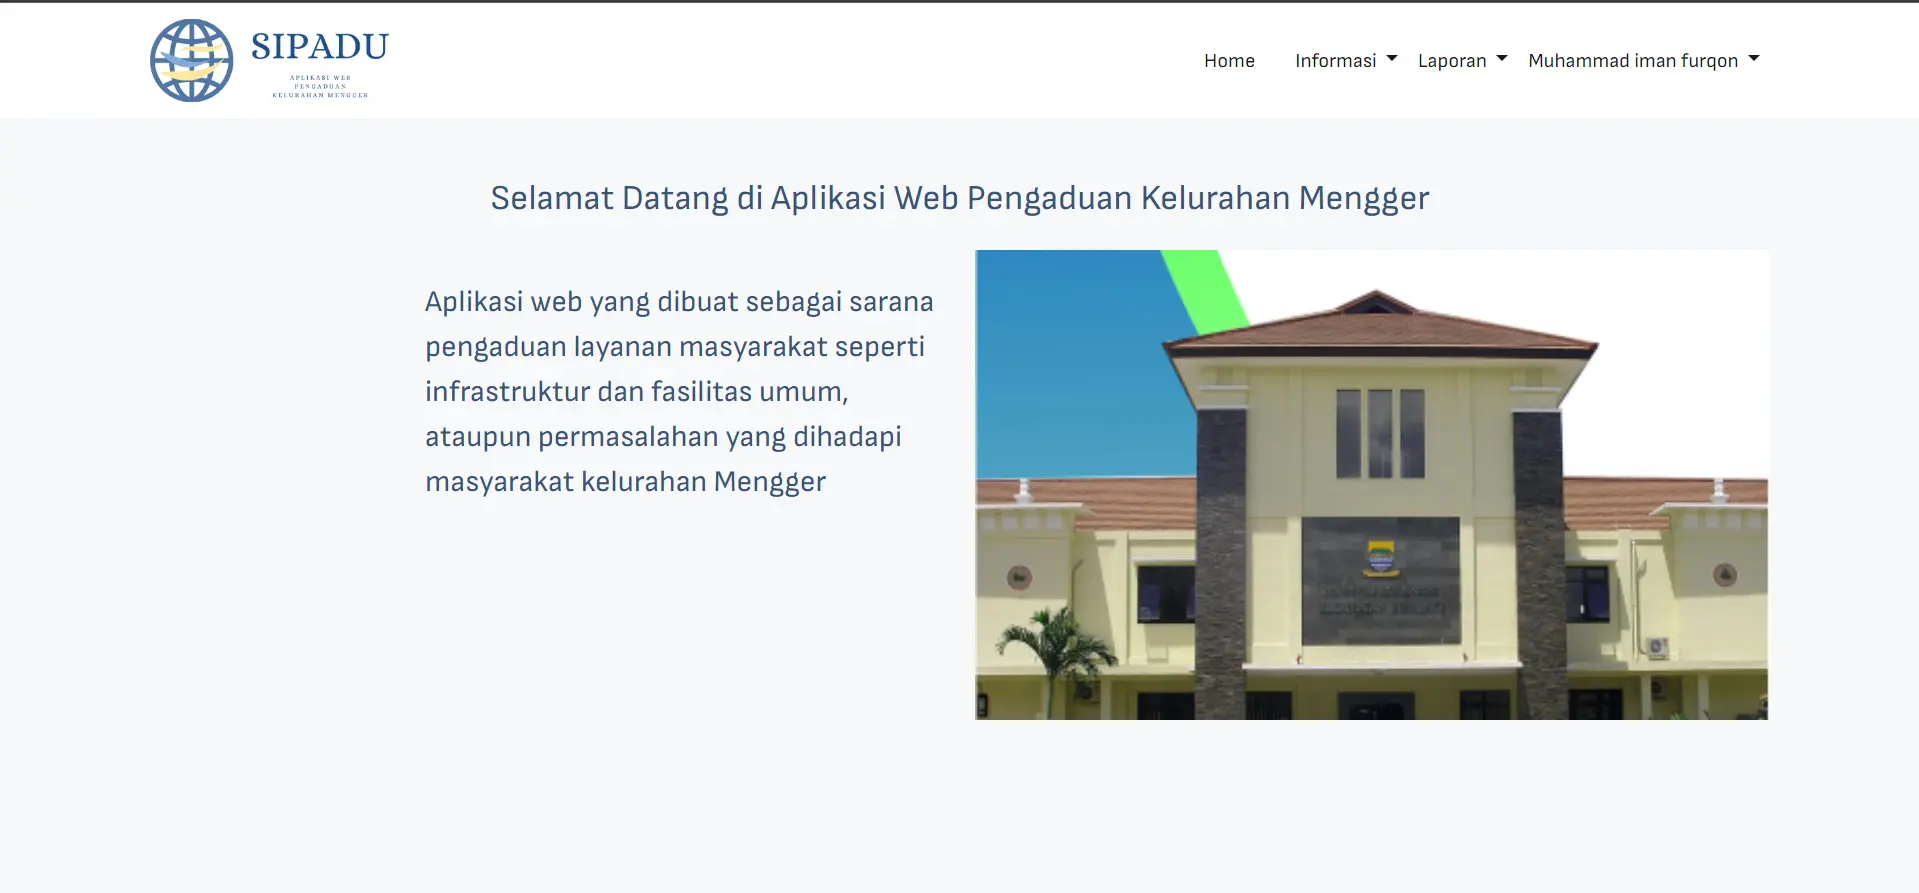 SIPADU
APLIKASI WEB
PENGADUAN
KELURAHAN MENGGER
Home
Informasi
Laporan
Muhammad iman furqon
Selamat Datang di Aplikasi Web Pengaduan Kelurahan Mengger
Aplikasi web yang dibuat sebagai sarana
pengaduan layanan masyarakat seperti
infrastruktur dan fasilitas umum,
ataupun permasalahan yang dihadapi
masyarakat kelurahan Mengger